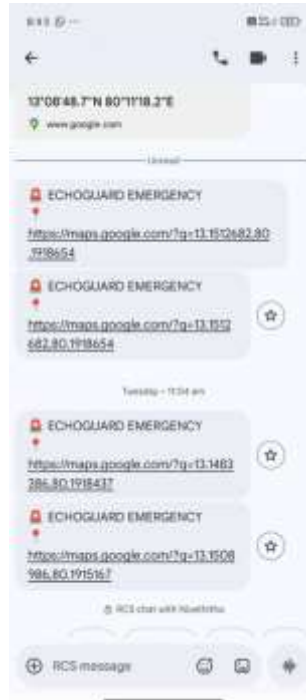 13°08'48.7"N 80°11'18.2"E
www.google.com
Unread
ECHOGUARD EMERGENCY
https://maps.google.com/?q=13.1512682,80
.1918654
ECHOGUARD EMERGENCY
https://maps.google.com/?q=13.1512
682,80.1918654
Tuesday • 11:54 am
ECHOGUARD EMERGENCY
https://maps.google.com/?q=13.1483
386,80.1918437
ECHOGUARD EMERGENCY
https://maps.google.com/?q=13.1508
986,80.1915167
RCS chat with
RCS message